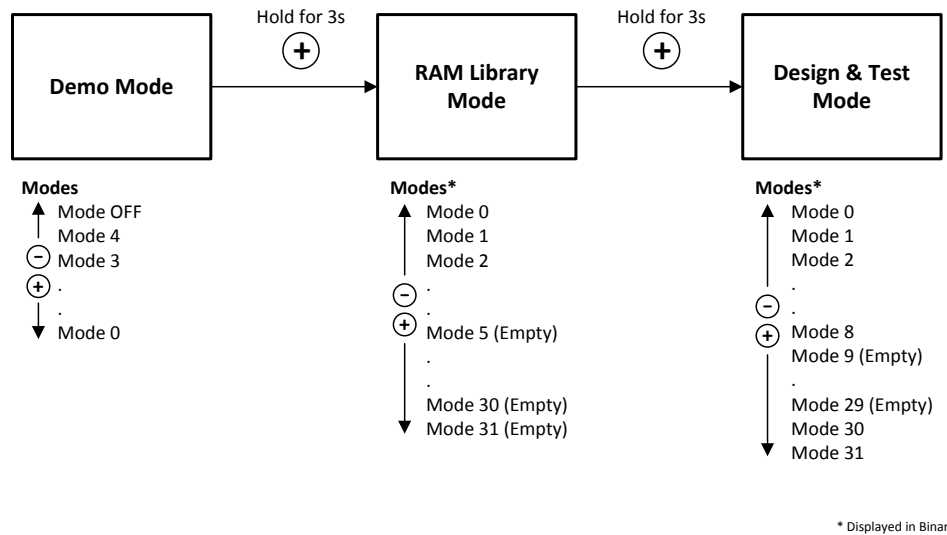 Hold for 3s
+
Hold for 3s
+
Demo Mode
RAM Library
Mode
Design & Test
Mode
Modes
Mode OFF
Mode 4
− Mode 3
+ .
.
Mode 0
Modes*
Mode 0
Mode 1
Mode 2
− .
.
+ Mode 5 (Empty)
.
.
Mode 30 (Empty)
Mode 31 (Empty)
Modes*
Mode 0
Mode 1
Mode 2
.
− .
+ Mode 8
Mode 9 (Empty)
.
Mode 29 (Empty)
Mode 30
Mode 31
* Displayed in Binar